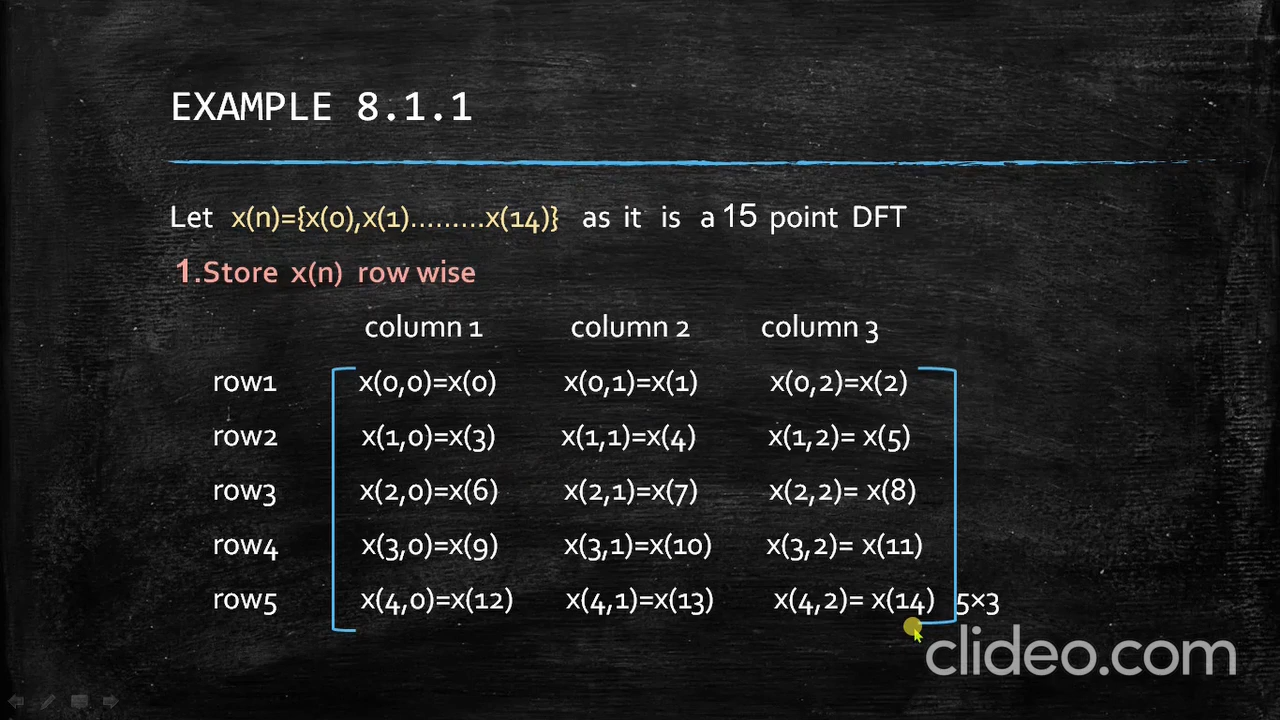 EXAMPLE 8.1.1
Let x(n)={x(0),x(1).........x(14)} as it is a 15 point DFT
1.Store x(n) row wise
column 1 column 2 column 3
row1 x(0,0)=x(0) x(0,1)=x(1) x(0,2)=x(2)
row2 x(1,0)=x(3) x(1,1)=x(4) x(1,2)= x(5)
row3 x(2,0)=x(6) x(2,1)=x(7) x(2,2)= x(8)
row4 x(3,0)=x(9) x(3,1)=x(10) x(3,2)= x(11)
row5 x(4,0)=x(12) x(4,1)=x(13) x(4,2)= x(14) 5×3
clideo.com